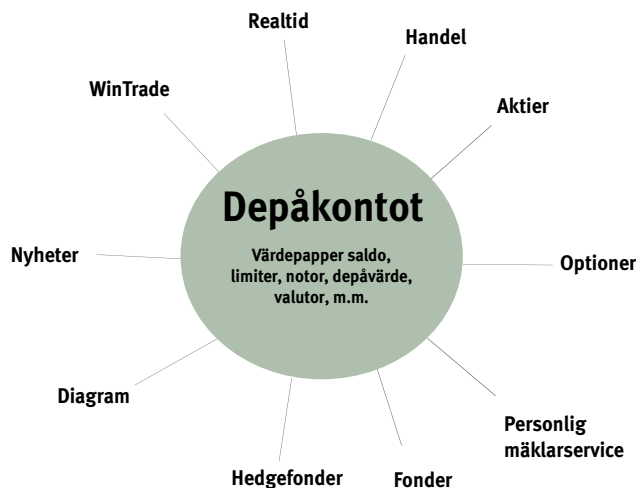 Realtid
Handel
WinTrade
Aktier
Depåkontot
Värdepapper saldo,
limiter, notor, depåvärde,
valutor, m.m.
Nyheter
Optioner
Diagram
Personlig
mäklarservice
Hedgefonder
Fonder